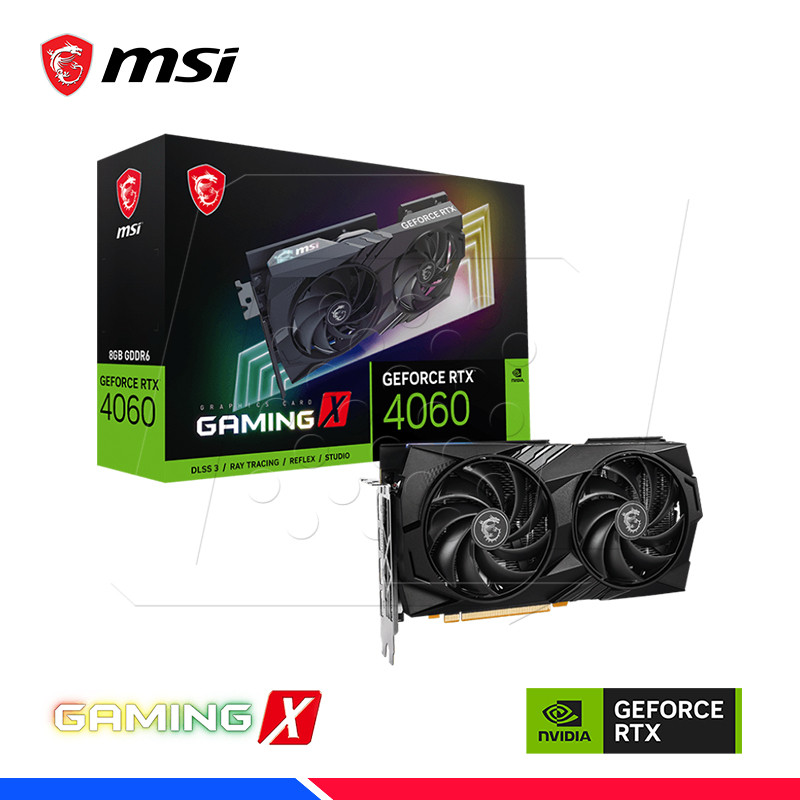 msi
msi
8GB GDDR6
GEFORCE RTX
4060
msi
GEFORCE RTX
GRAPHICS CARD
GAMING X
GEFORCE RTX
4060
NVIDIA
DLSS 3 / RAY TRACING / REFLEX / STUDIO
GAMING X
NVIDIA
GEFORCE
RTX